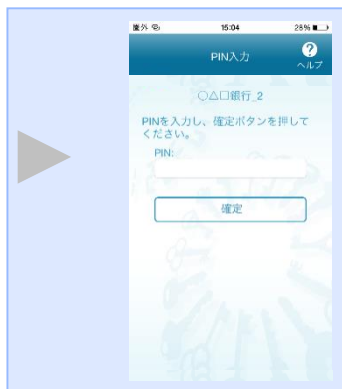 圏外 15:04 28%
PIN入力
?
ヘルプ
○△□銀行_2
PINを入力し、確定ボタンを押して
ください。
PIN:
確定